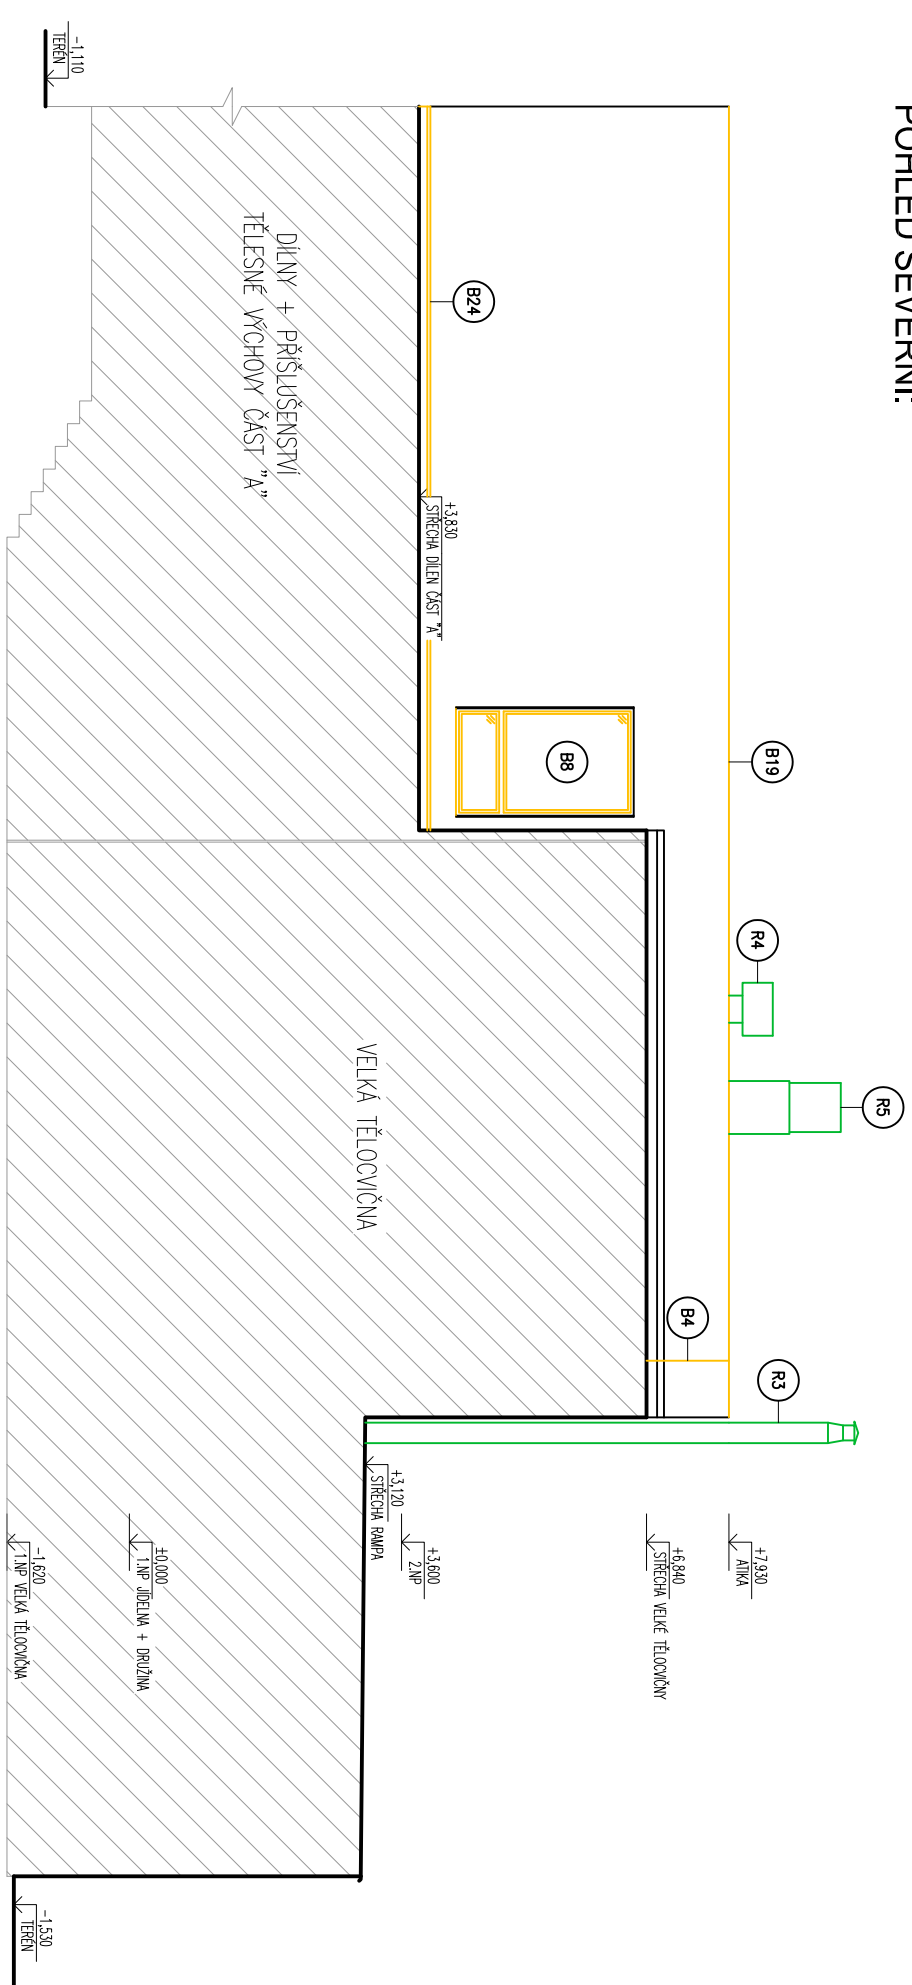 POHLED SEVERNÍ:
R5
R3
B19
R4
+7,930
ATIKA
B4
+6,840
STŘECHA VELKÉ TĚLOCVIČNY
B8
B24
+3,830
STŘECHA DÍLEN ČÁST "A"
+3,600
2.NP
+3,120
STŘECHA RAMPA
VELKÁ TĚLOCVIČNA
DÍLNY + PŘÍSLUŠENSTVÍ
TĚLESNÉ VÝCHOVY ČÁST "A"
±0,000
1.NP JÍDELNA + DRUŽINA
-1,110
TERÉN
-1,620
1.NP VELKÁ TĚLOCVIČNA
-1,530
TERÉN